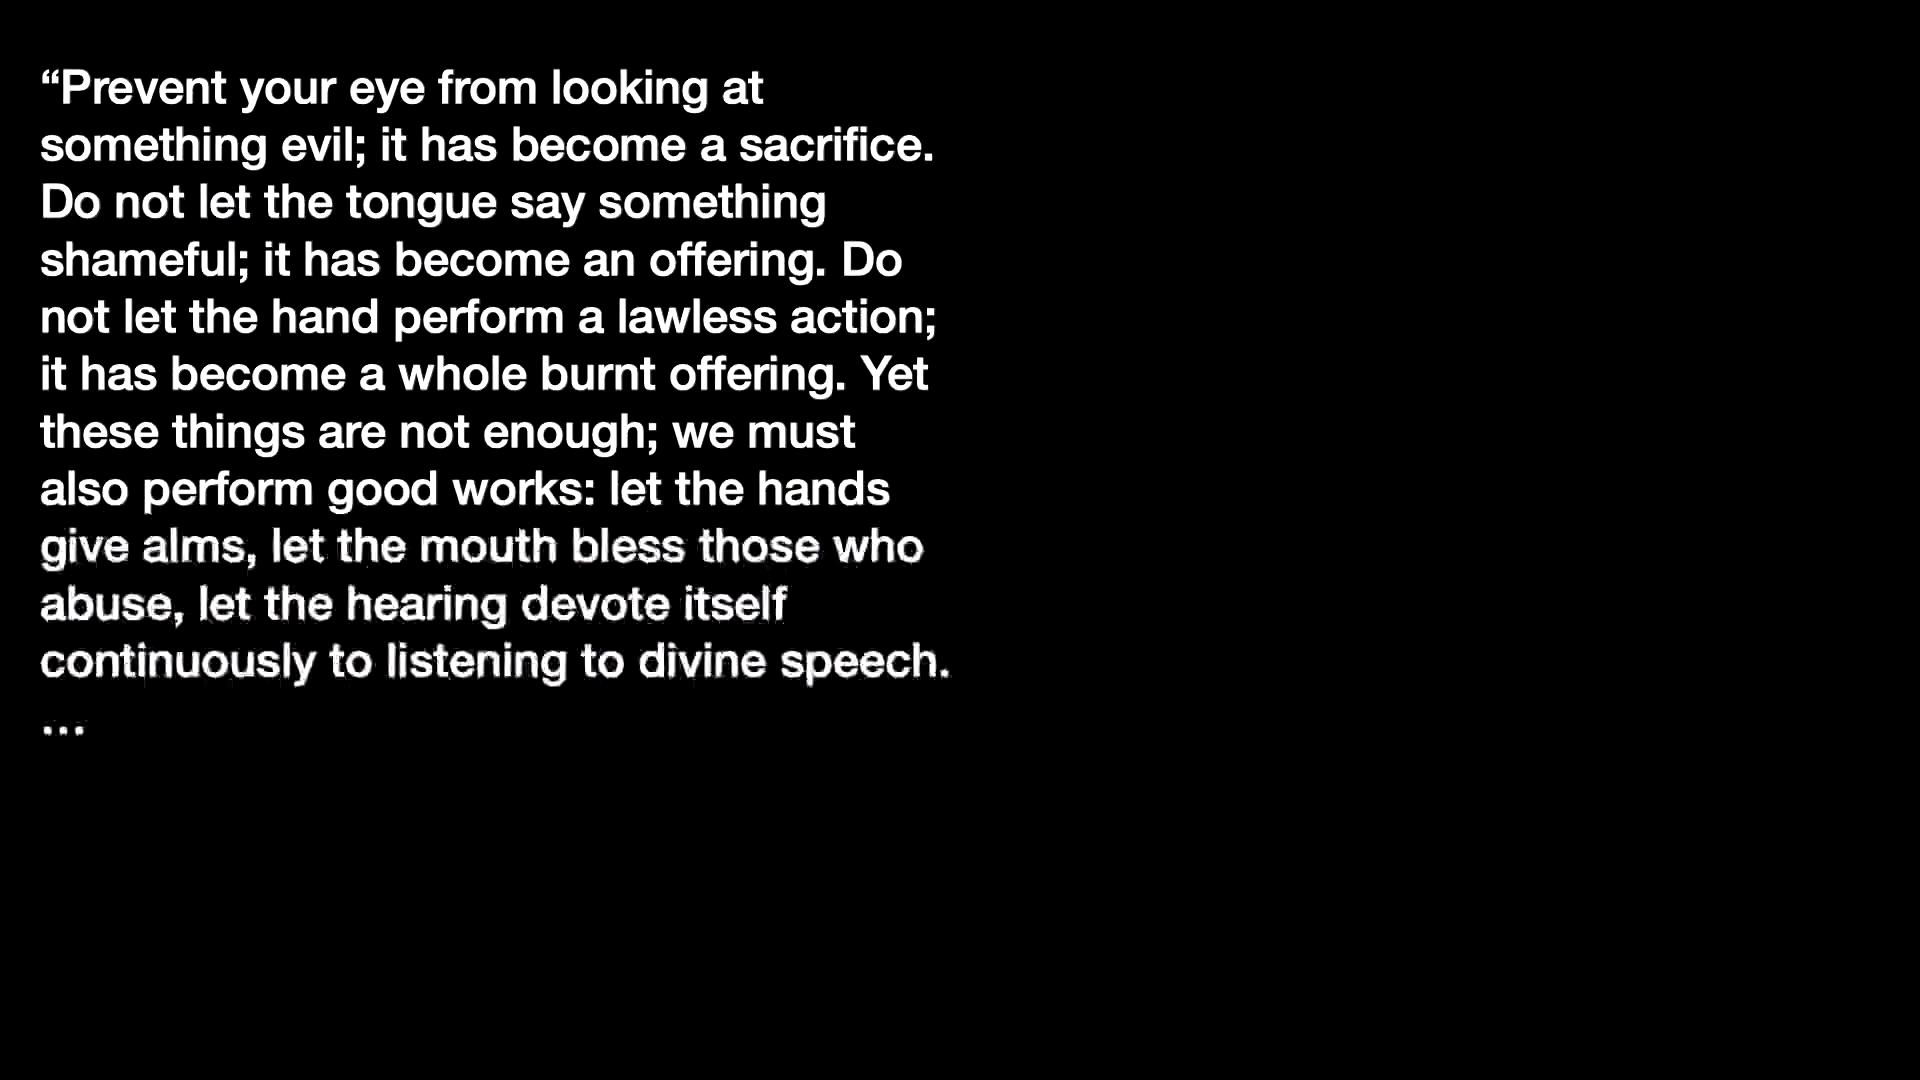 “Prevent your eye from looking at
something evil; it has become a sacrifice.
Do not let the tongue say something
shameful; it has become an offering. Do
not let the hand perform a lawless action;
it has become a whole burnt offering. Yet
these things are not enough; we must
also perform good works: let the hands
give alms, let the mouth bless those who
abuse, let the hearing devote itself
continuously to listening to divine speech.
…